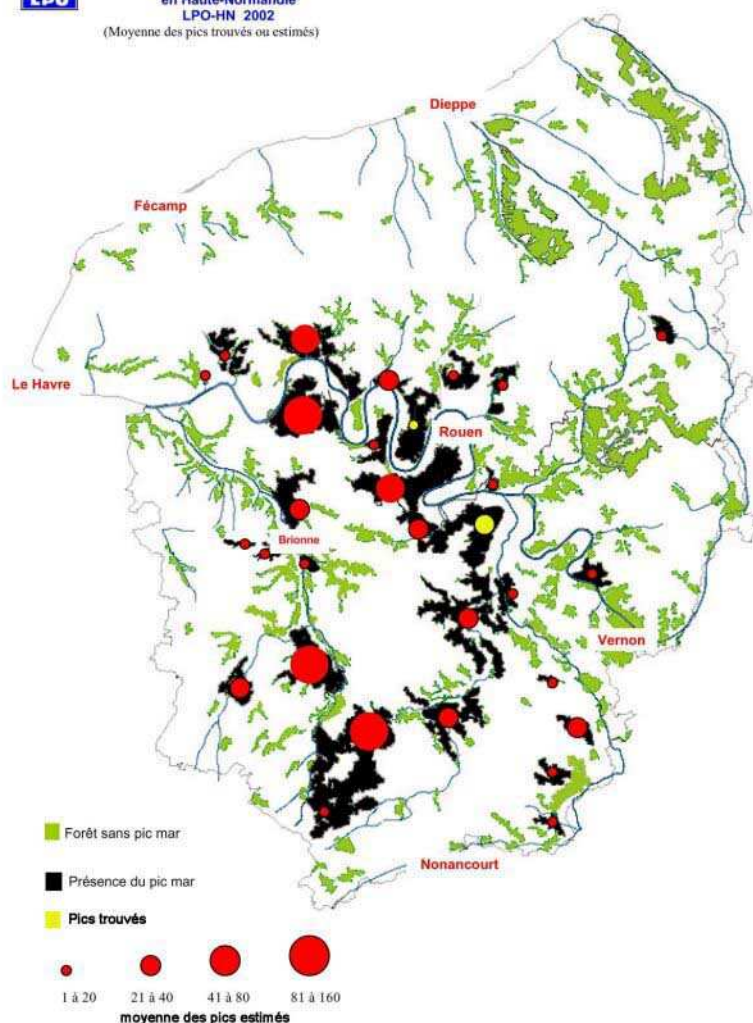 LPO
en Haute-Normandie
LPO-HN 2002
(Moyenne des pics trouvés ou estimés)
Dieppe
Fécamp
Le Havre
Rouen
Brionne
Vernon
Forêt sans pic mar
Présence du pic mar
Nonancourt
Pics trouvés
1 à 20
21 à 40
41 à 80
81 à 160
moyenne des pics estimés